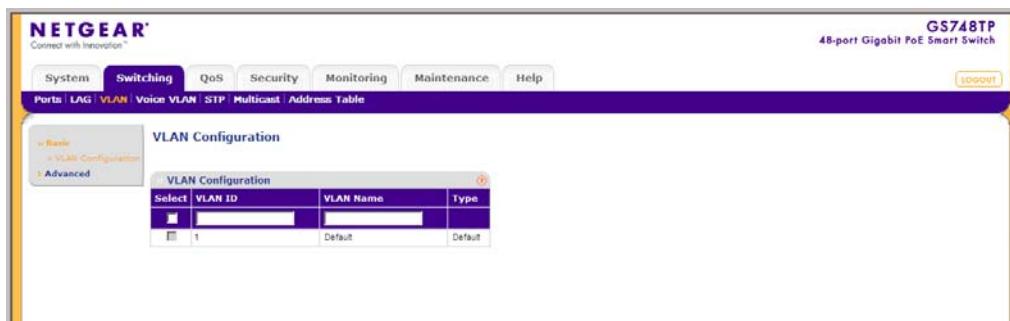 NETGEAR
Connect with Innovation™
GS748TP
48-port Gigabit PoE Smart Switch
System Switching QoS Security Monitoring Maintenance Help
LOGOUT
Ports LAG VLAN Voice VLAN STP Multicast Address Table
Basic
VLAN Configuration
Advanced
VLAN Configuration
VLAN Configuration
Select VLAN ID VLAN Name Type
1 Default Default